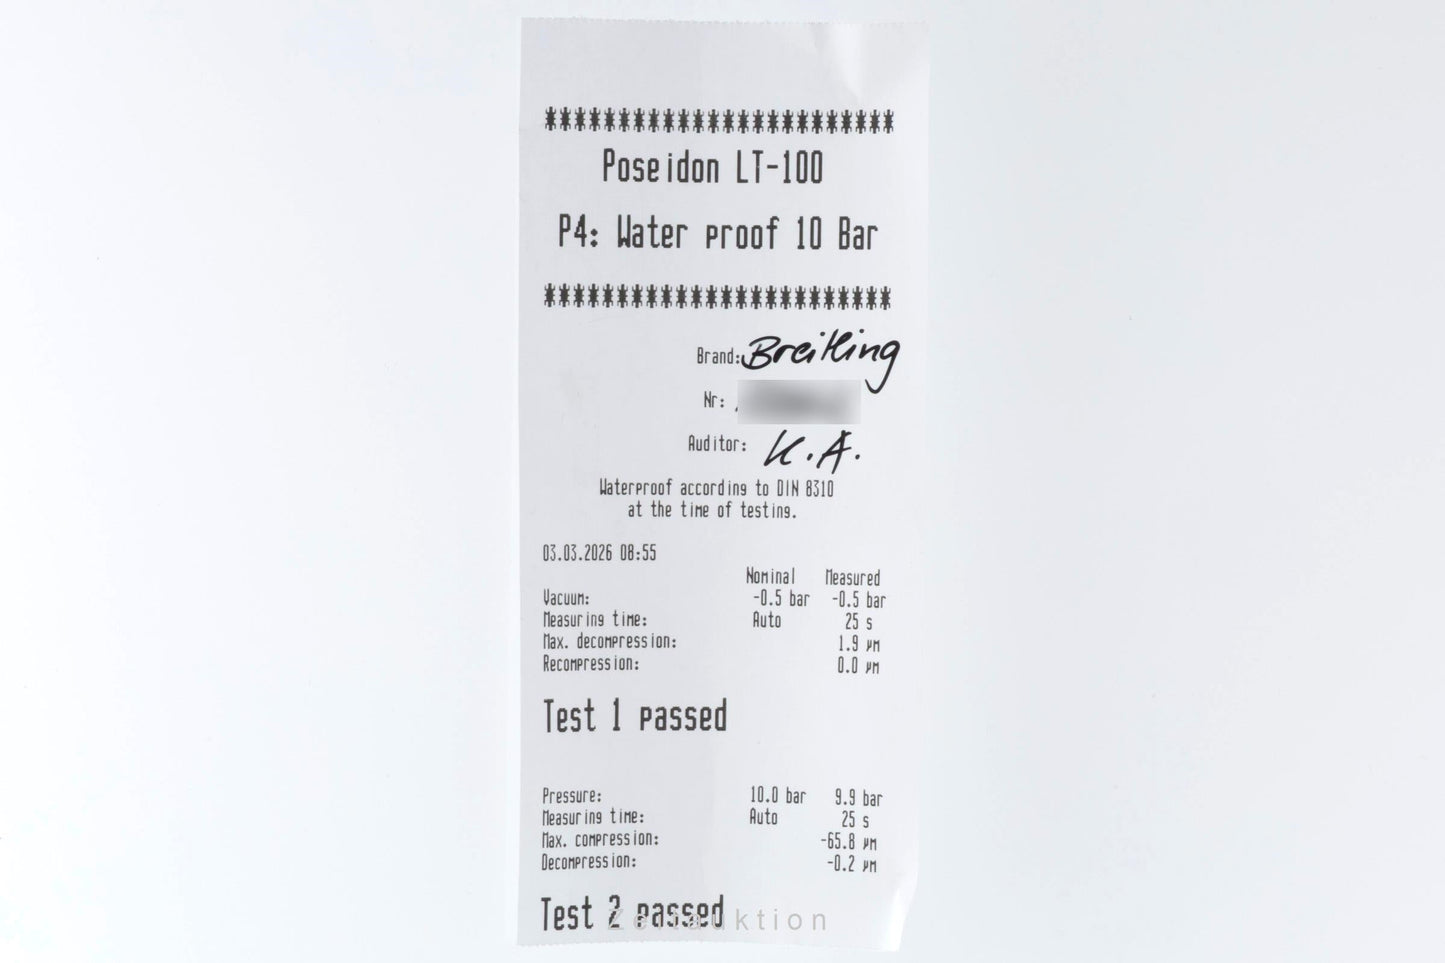 ************************
Poseidon LT-100
P4: Water proof 10 Bar
************************
Brand: Breitling
Nr:
Auditor: K.A.
Waterproof according to DIN 8310
at the time of testing.
03.03.2026 08:55
Nominal Measured
Vacuum: -0.5 bar -0.5 bar
Measuring time: Auto 25 s
Max. decompression: 1.9 µm
Recompression: 0.0 µm
Test 1 passed
Pressure: 10.0 bar 9.9 bar
Measuring time: Auto 25 s
Max. compression: -65.8 µm
Decompression: -0.2 µm
Test 2 passed
Zeitauktion